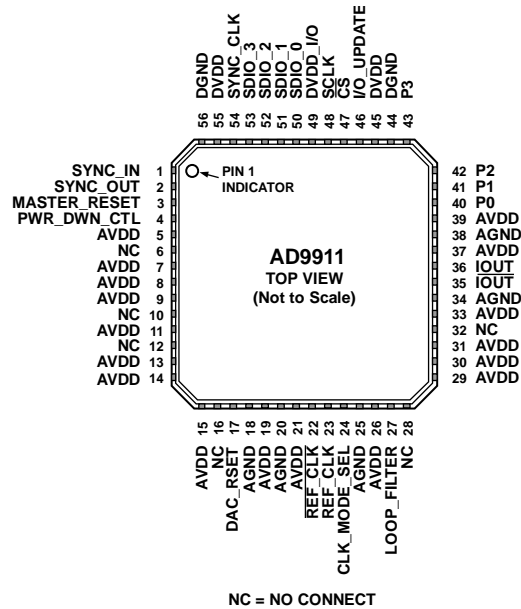 DGND
DVDD
SYNC_CLK
SDIO_3
SDIO_2
SDIO_1
SDIO_0
DVDD_I/O
SCLK
CS
I/O_UPDATE
DVDD
DGND
P3
56 55 54 53 52 51 50 49 48 47 46 45 44 43
SYNC_IN 1
SYNC_OUT 2
MASTER_RESET 3
PWR_DWN_CTL 4
AVDD 5
NC 6
AVDD 7
AVDD 8
AVDD 9
NC 10
AVDD 11
NC 12
AVDD 13
AVDD 14
PIN 1
INDICATOR
AD9911
TOP VIEW
(Not to Scale)
42 P2
41 P1
40 P0
39 AVDD
38 AGND
37 AVDD
36 IOUT
35 IOUT
34 AGND
33 AVDD
32 NC
31 AVDD
30 AVDD
29 AVDD
15 16 17 18 19 20 21 22 23 24 25 26 27 28
AVDD
NC
DAC_RSET
AGND
AVDD
AGND
AVDD
REF_CLK
REF_CLK
CLK_MODE_SEL
AGND
AVDD
LOOP_FILTER
NC
NC = NO CONNECT